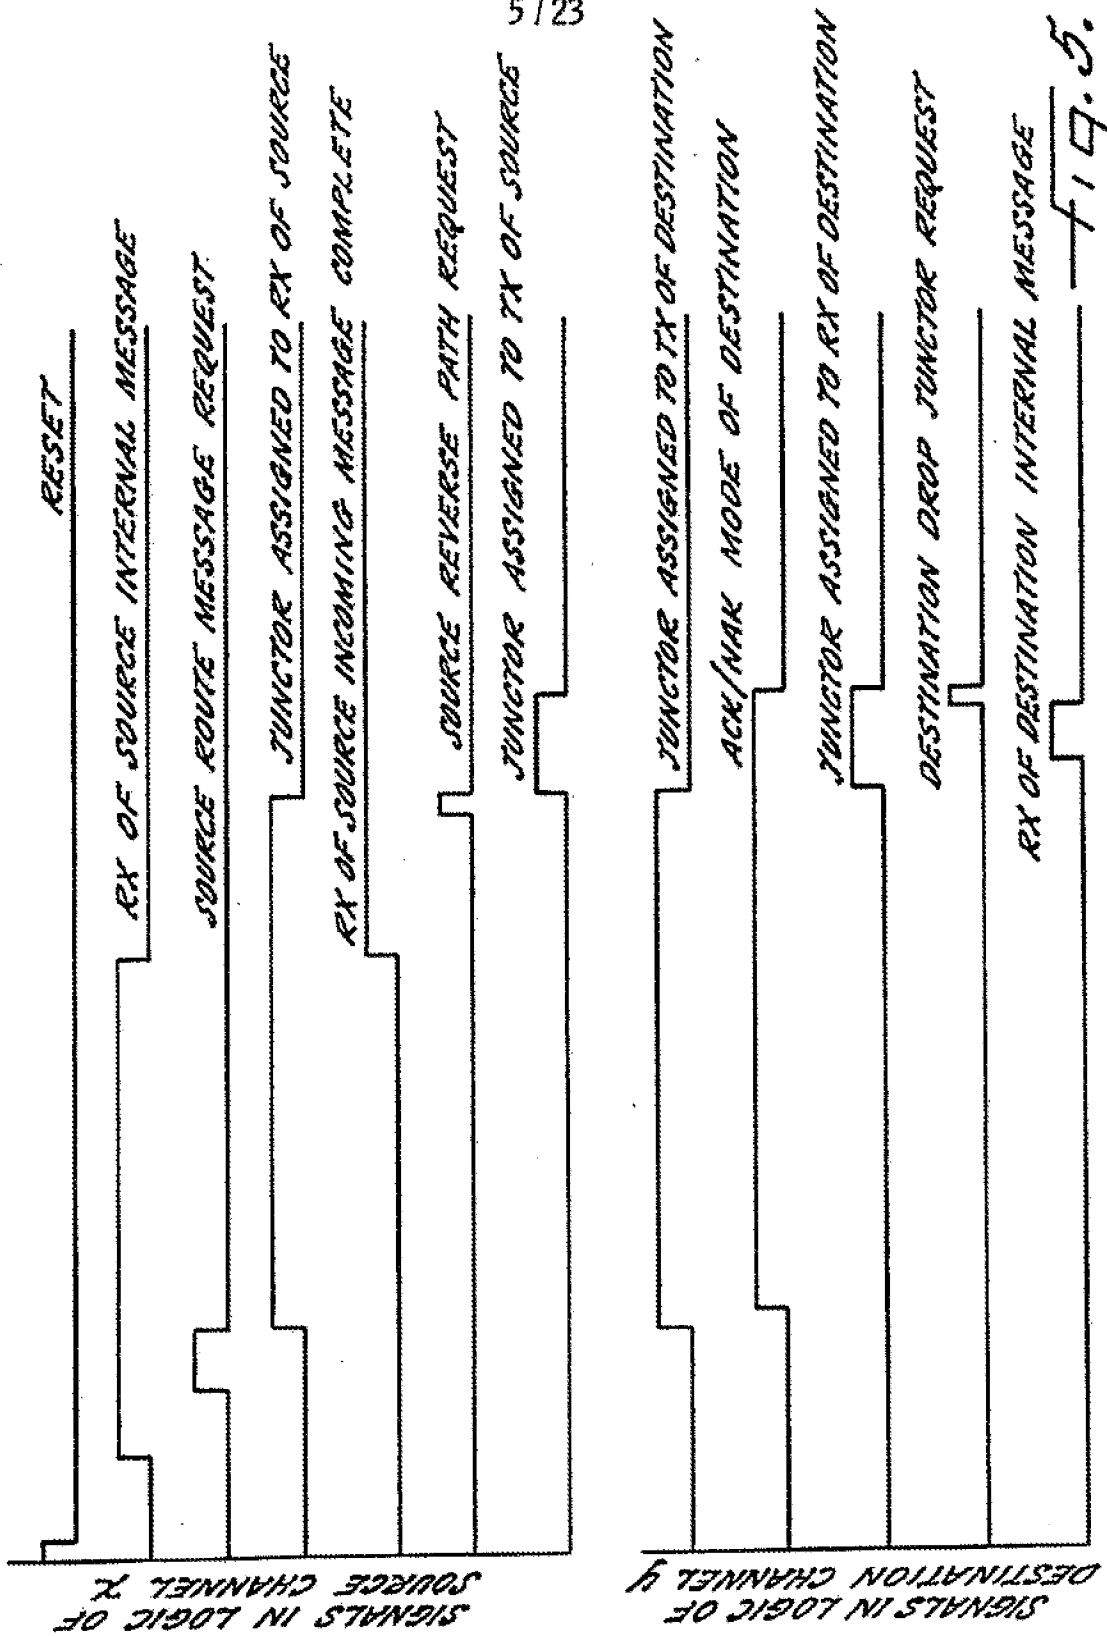 5/23
SIGNALS IN LOGIC OF
SOURCE CHANNEL X
RESET
RX OF SOURCE INTERNAL MESSAGE
SOURCE ROUTE MESSAGE REQUEST
JUNCTOR ASSIGNED TO RX OF SOURCE
RX OF SOURCE INCOMING MESSAGE COMPLETE
SOURCE REVERSE PATH REQUEST
JUNCTOR ASSIGNED TO TX OF SOURCE
SIGNALS IN LOGIC OF
DESTINATION CHANNEL y
JUNCTOR ASSIGNED TO TX OF DESTINATION
ACK/NAK MODE OF DESTINATION
JUNCTOR ASSIGNED TO RX OF DESTINATION
DESTINATION DROP JUNCTOR REQUEST
RX OF DESTINATION INTERNAL MESSAGE
Fig. 5.